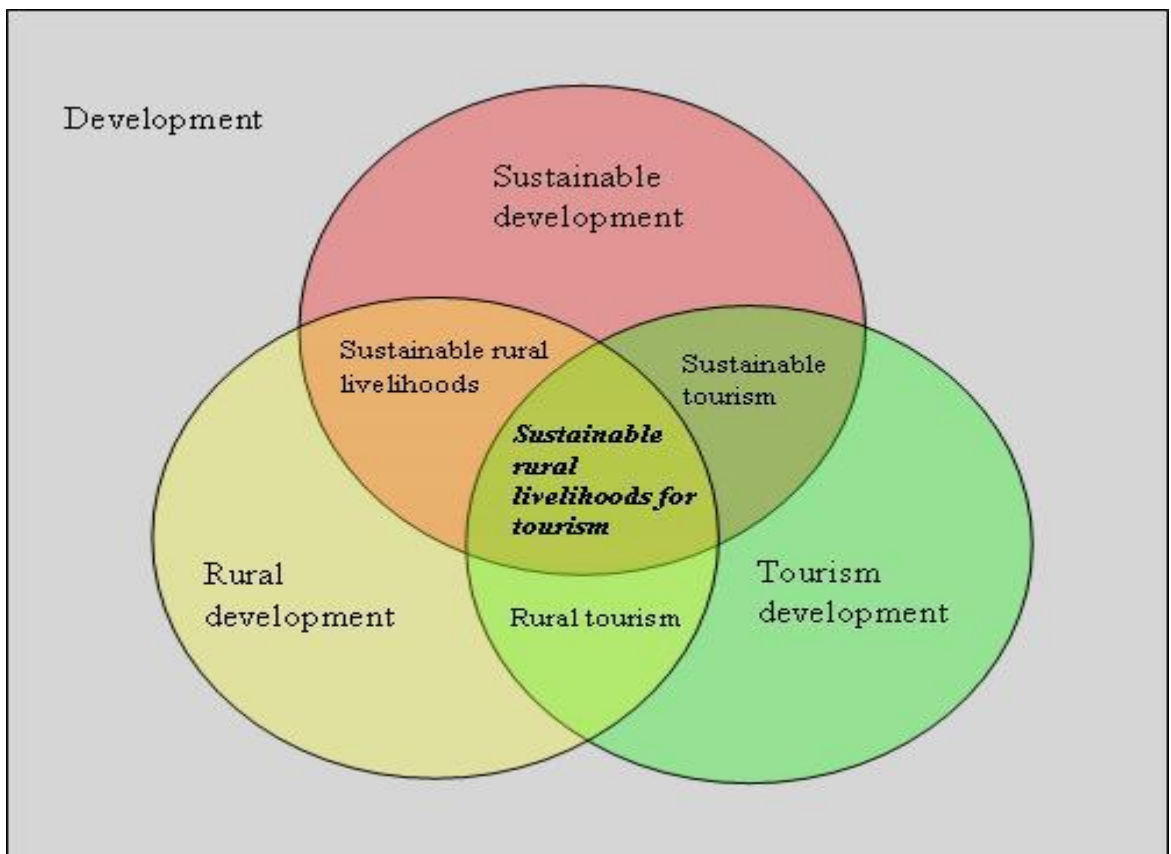 Development
Sustainable
development
Sustainable rural
livelihoods
Sustainable
tourism
Sustainable
rural
livelihoods for
tourism
Rural
development
Rural tourism
Tourism
development